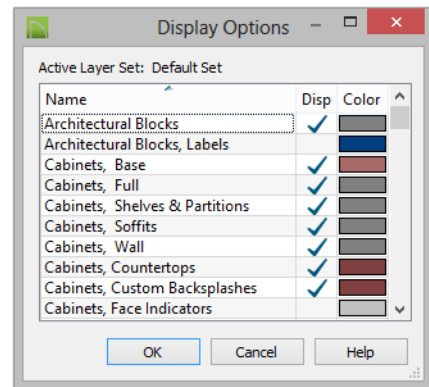 Display Options
Active Layer Set: Default Set
Name Disp Color
Architectural Blocks
Architectural Blocks, Labels
Cabinets, Base
Cabinets, Full
Cabinets, Shelves & Partitions
Cabinets, Soffits
Cabinets, Wall
Cabinets, Countertops
Cabinets, Custom Backsplashes
Cabinets, Face Indicators
OK Cancel Help